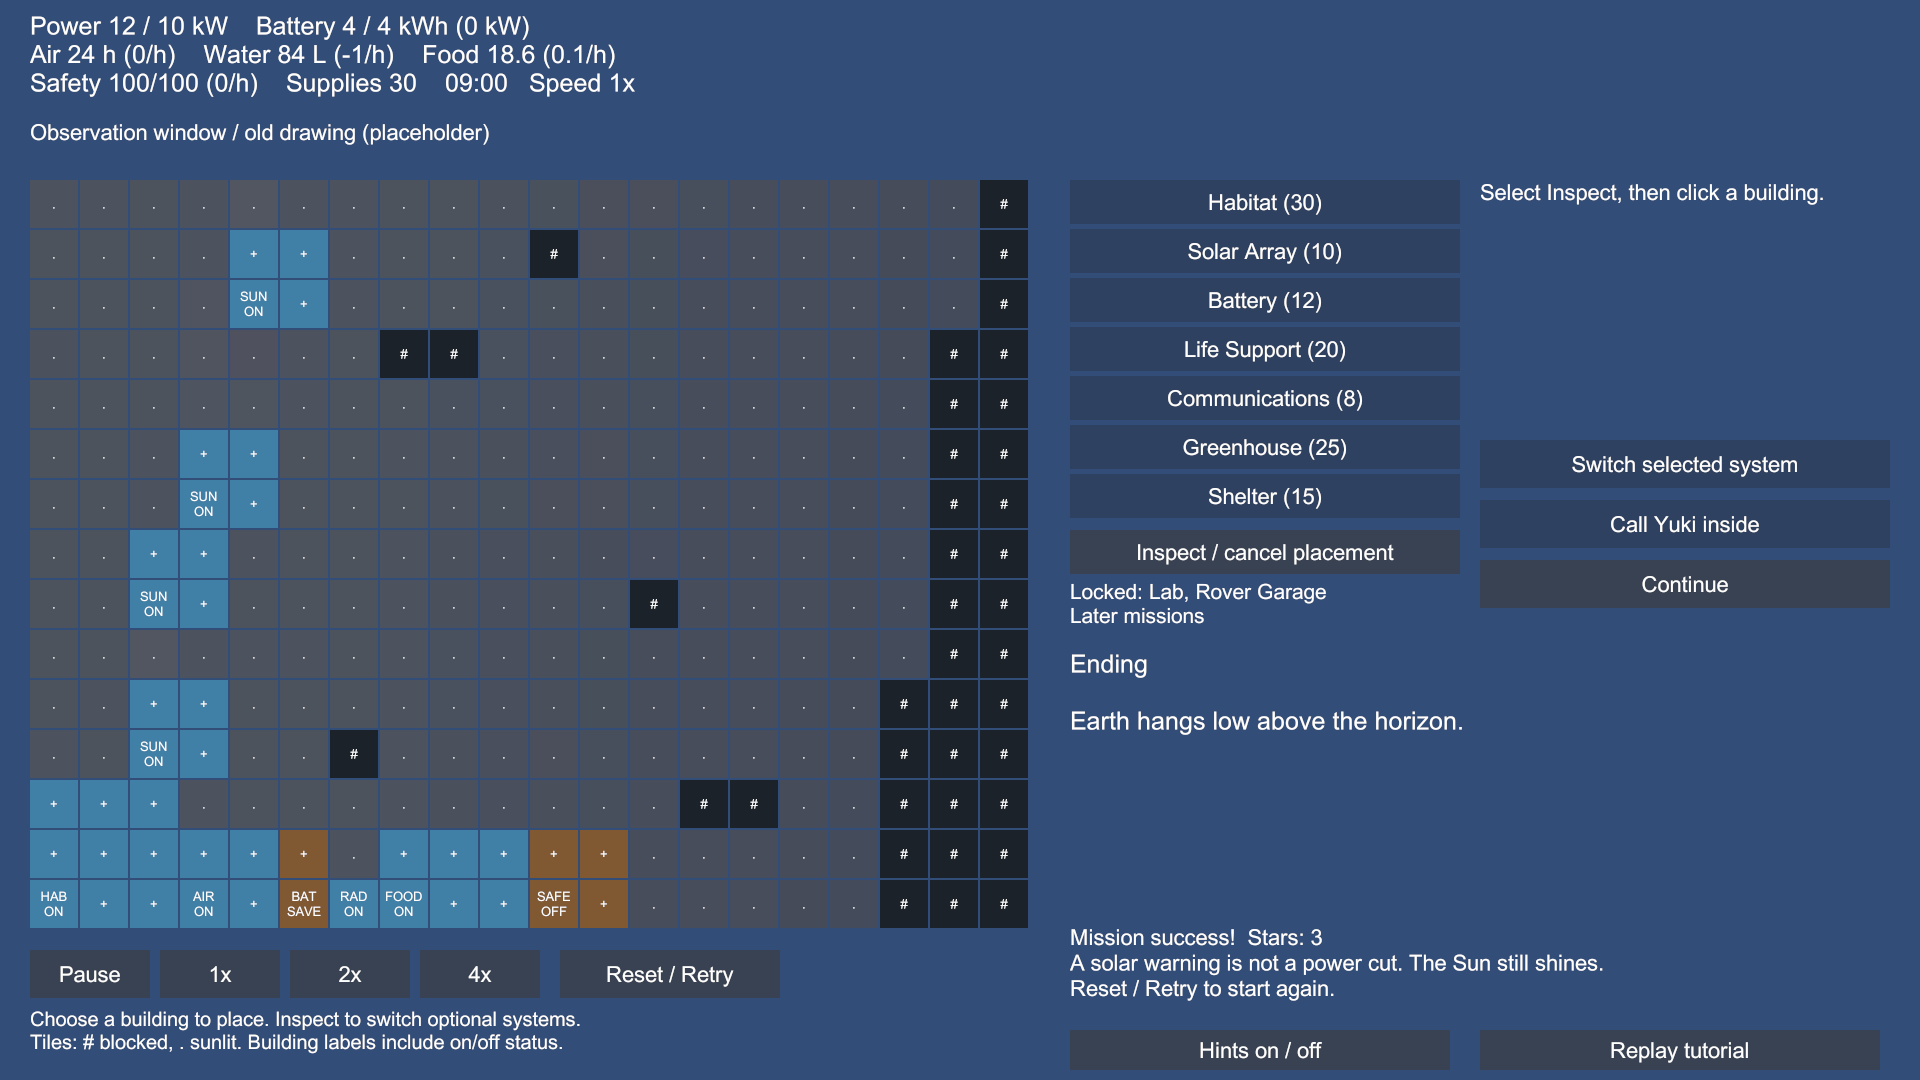 Power 12 / 10 kW    Battery 4 / 4 kWh (0 kW)
Air 24 h (0/h)    Water 84 L (-1/h)    Food 18.6 (0.1/h)
Safety 100/100 (0/h)    Supplies 30    09:00   Speed 1x
Observation window / old drawing (placeholder)
. . . . . . . . . . . . . . . . . . . #
. . . . + + . . . . # . . . . . . . . #
. . . . SUN ON + . . . . . . . . . . . . . #
. . . . . . . # # . . . . . . . . . # #
. . . . . . . . . . . . . . . . . . # #
. . . + + . . . . . . . . . . . . . # #
. . . SUN ON + . . . . . . . . . . . . . # #
. . + + . . . . . . . . . . . . . . # #
. . SUN ON + . . . . . . . . # . . . . . # #
. . . . . . . . . . . . . . . . . . # #
. . + + . . . . . . . . . . . . . # # #
. . SUN ON + . . # . . . . . . . . . . # # #
+ + + . . . . . . . . . . # # . . # # #
+ + + + + + . + + + + + . . . . . # # #
HAB ON + + AIR ON + BAT SAVE RAD ON FOOD ON + + SAFE OFF + . . . . . # # #
Habitat (30)
Solar Array (10)
Battery (12)
Life Support (20)
Communications (8)
Greenhouse (25)
Shelter (15)
Inspect / cancel placement
Locked: Lab, Rover Garage
Later missions
Ending
Earth hangs low above the horizon.
Select Inspect, then click a building.
Switch selected system
Call Yuki inside
Continue
Mission success!  Stars: 3
A solar warning is not a power cut. The Sun still shines.
Reset / Retry to start again.
Pause
1x
2x
4x
Reset / Retry
Choose a building to place. Inspect to switch optional systems.
Tiles: # blocked, . sunlit. Building labels include on/off status.
Hints on / off
Replay tutorial